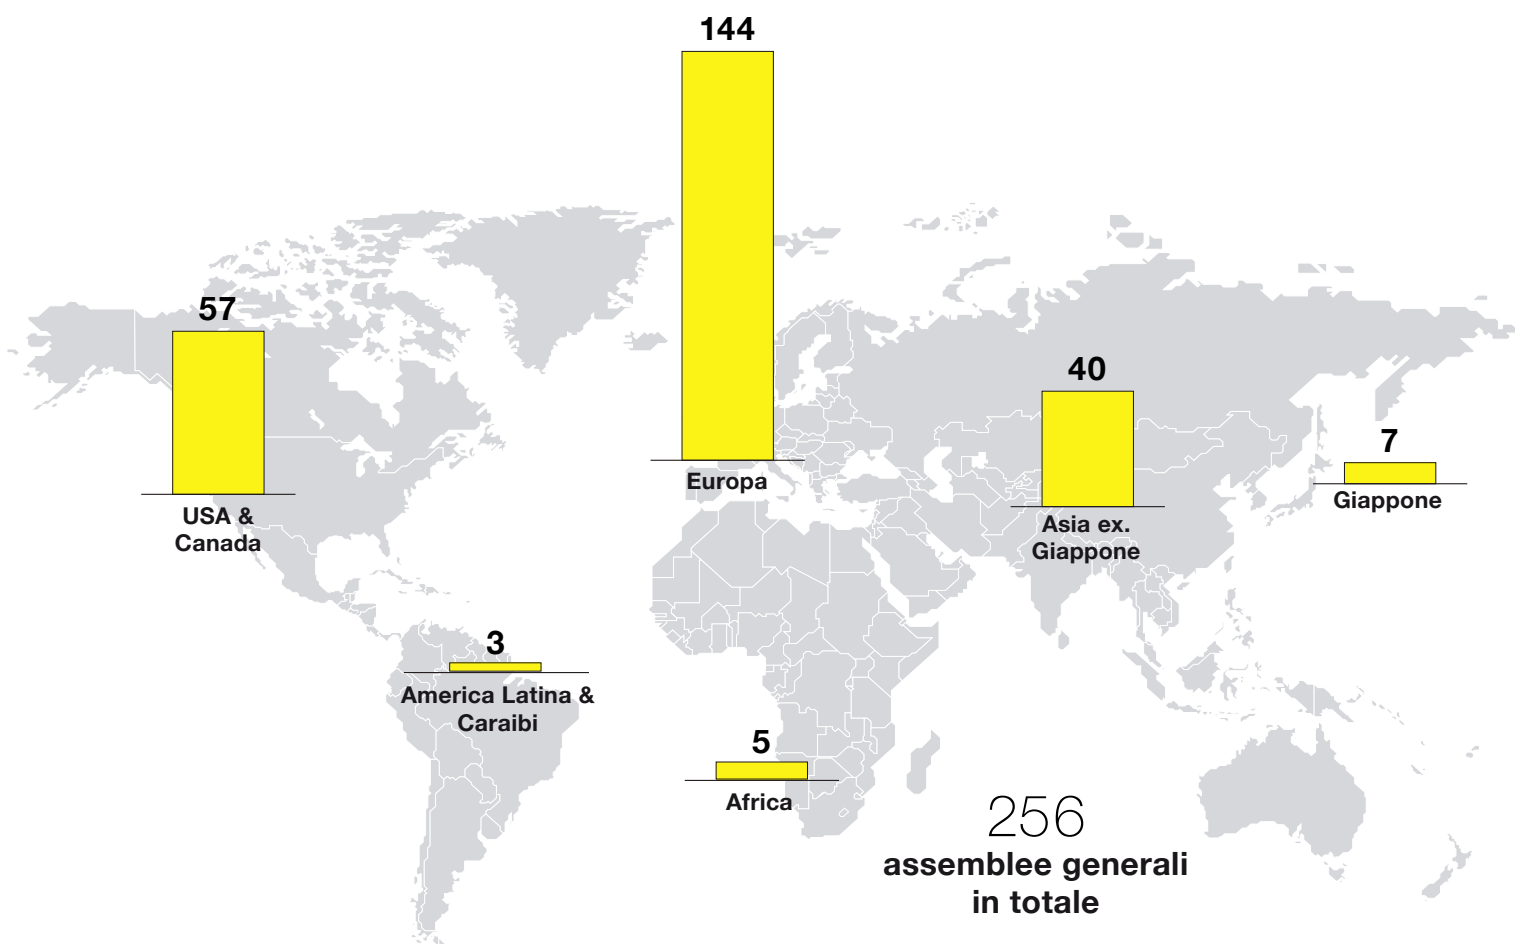 144
Europa
57
USA &
Canada
40
Asia ex.
Giappone
7
Giappone
3
America Latina &
Caraibi
5
Africa
256
assemblee generali
in totale